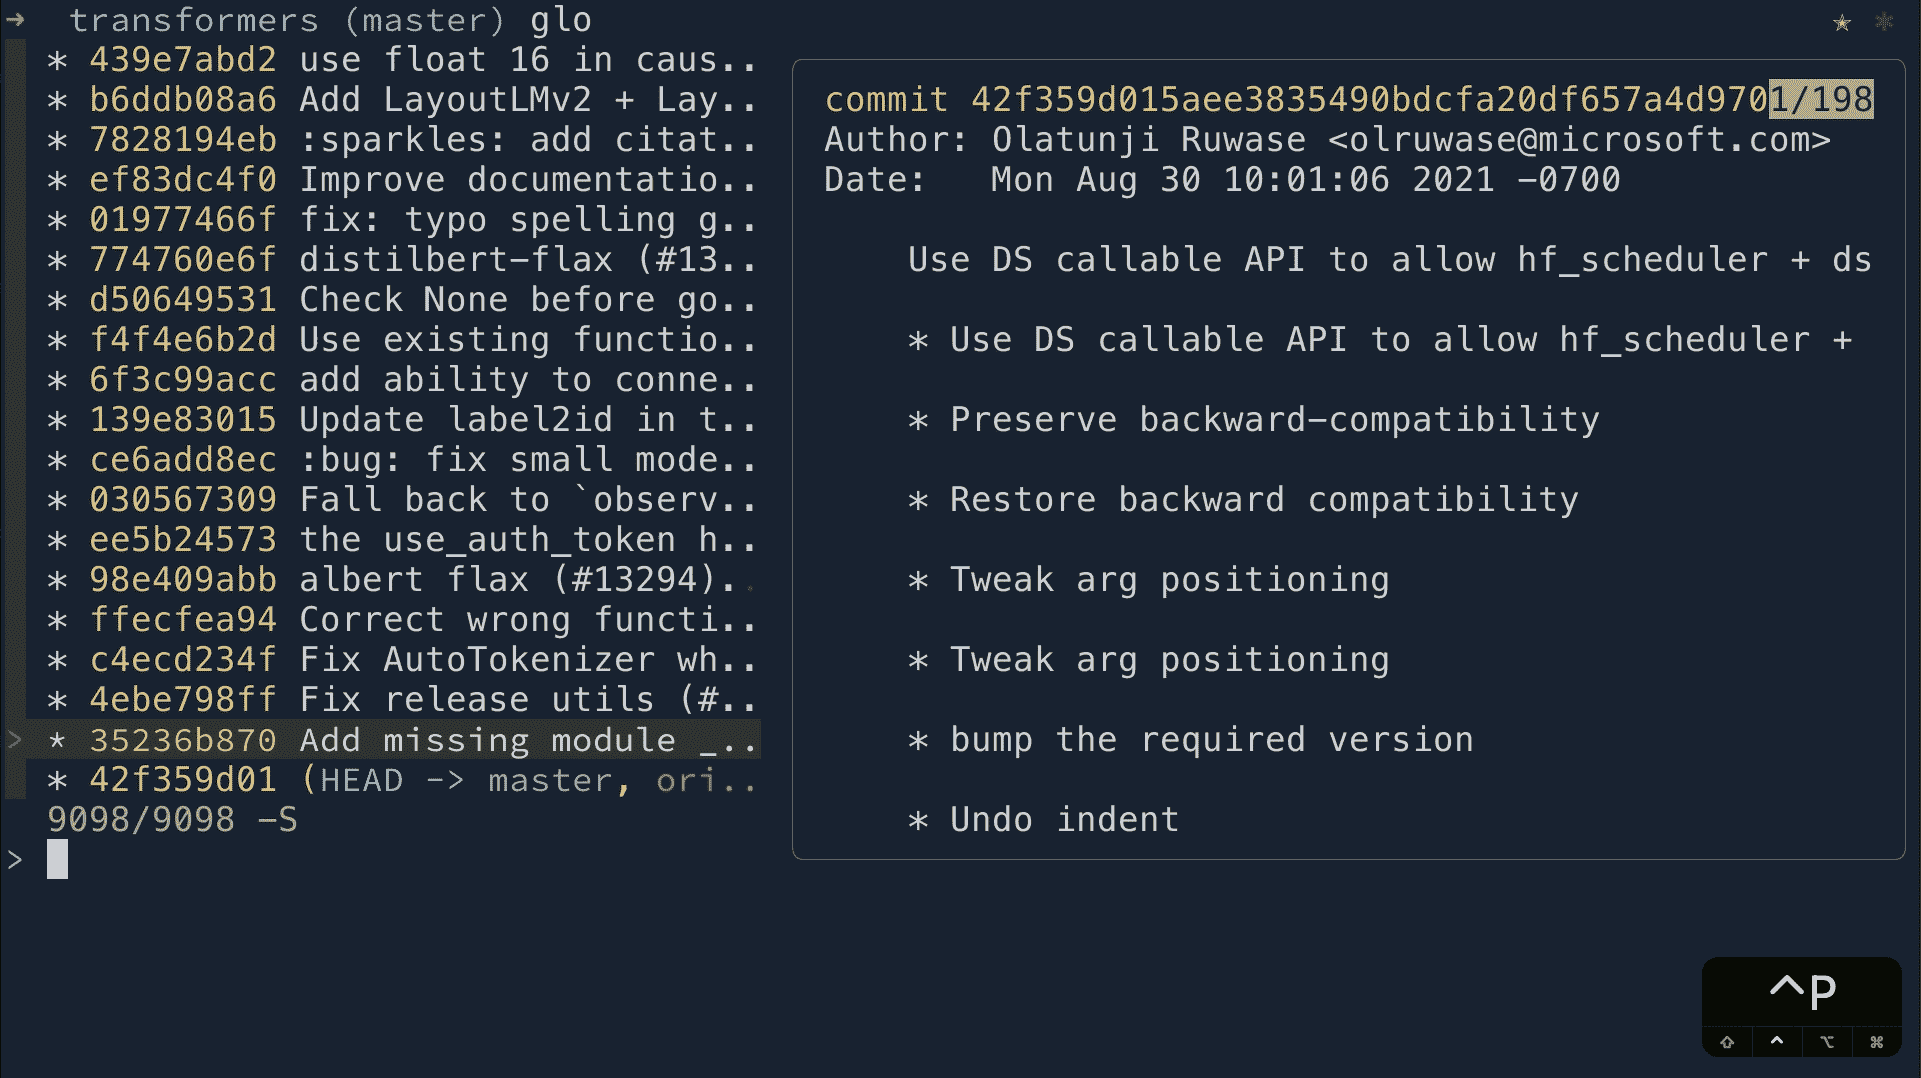 ➜  transformers (master) glo
* 439e7abd2 use float 16 in caus..
* b6ddb08a6 Add LayoutLMv2 + Lay..
* 7828194eb :sparkles: add citat..
* ef83dc4f0 Improve documentatio..
* 01977466f fix: typo spelling g..
* 774760e6f distilbert-flax (#13..
* d50649531 Check None before go..
* f4f4e6b2d Use existing functio..
* 6f3c99acc add ability to conne..
* 139e83015 Update label2id in t..
* ce6add8ec :bug: fix small mode..
* 030567309 Fall back to `observ..
* ee5b24573 the use_auth_token h..
* 98e409abb albert flax (#13294)..
* ffecfea94 Correct wrong functi..
* c4ecd234f Fix AutoTokenizer wh..
* 4ebe798ff Fix release utils (#..
> * 35236b870 Add missing module _..
* 42f359d01 (HEAD -> master, ori..
9098/9098 -S
>
commit 42f359d015aee3835490bdcfa20df657a4d9701/198
Author: Olatunji Ruwase <olruwase@microsoft.com>
Date:   Mon Aug 30 10:01:06 2021 -0700
Use DS callable API to allow hf_scheduler + ds
* Use DS callable API to allow hf_scheduler +
* Preserve backward-compatibility
* Restore backward compatibility
* Tweak arg positioning
* Tweak arg positioning
* bump the required version
* Undo indent
^P
⇧ ^ ⌥ ⌘